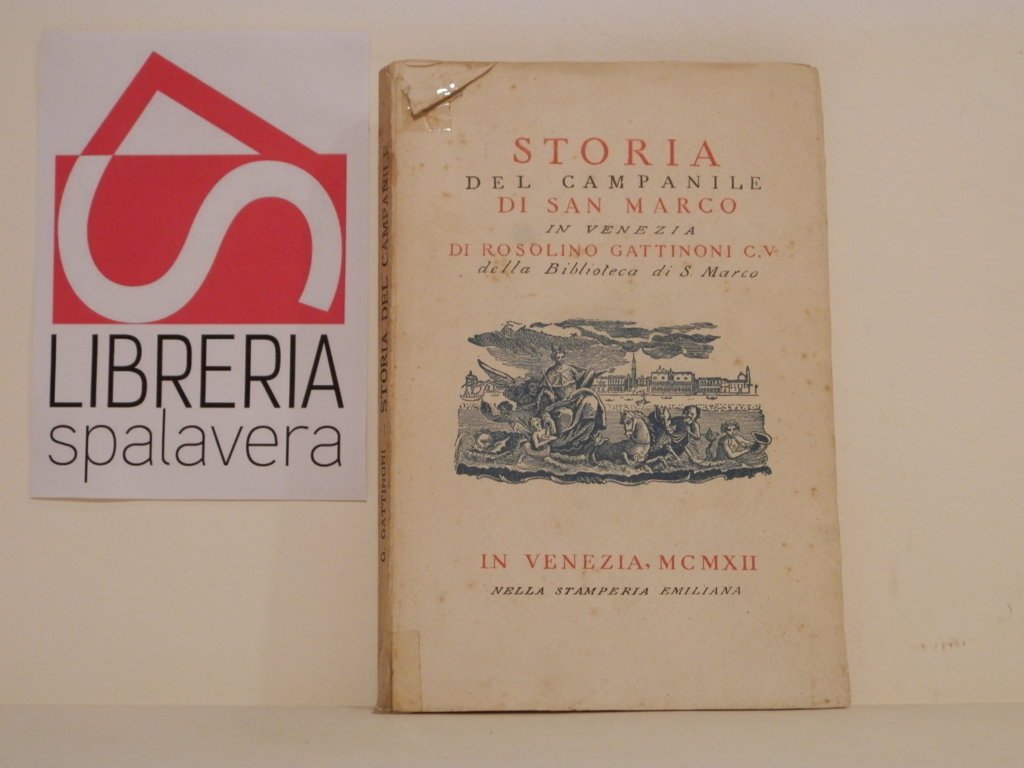 LIBRERIA
spalavera
G. GATTINONI STORIA DEL CAMPANILE
STORIA
DEL CAMPANILE
DI SAN MARCO
IN VENEZIA
DI ROSOLINO GATTINONI C.V.
della Biblioteca di S. Marco
IN VENEZIA, MCMXII
NELLA STAMPERIA EMILIANA